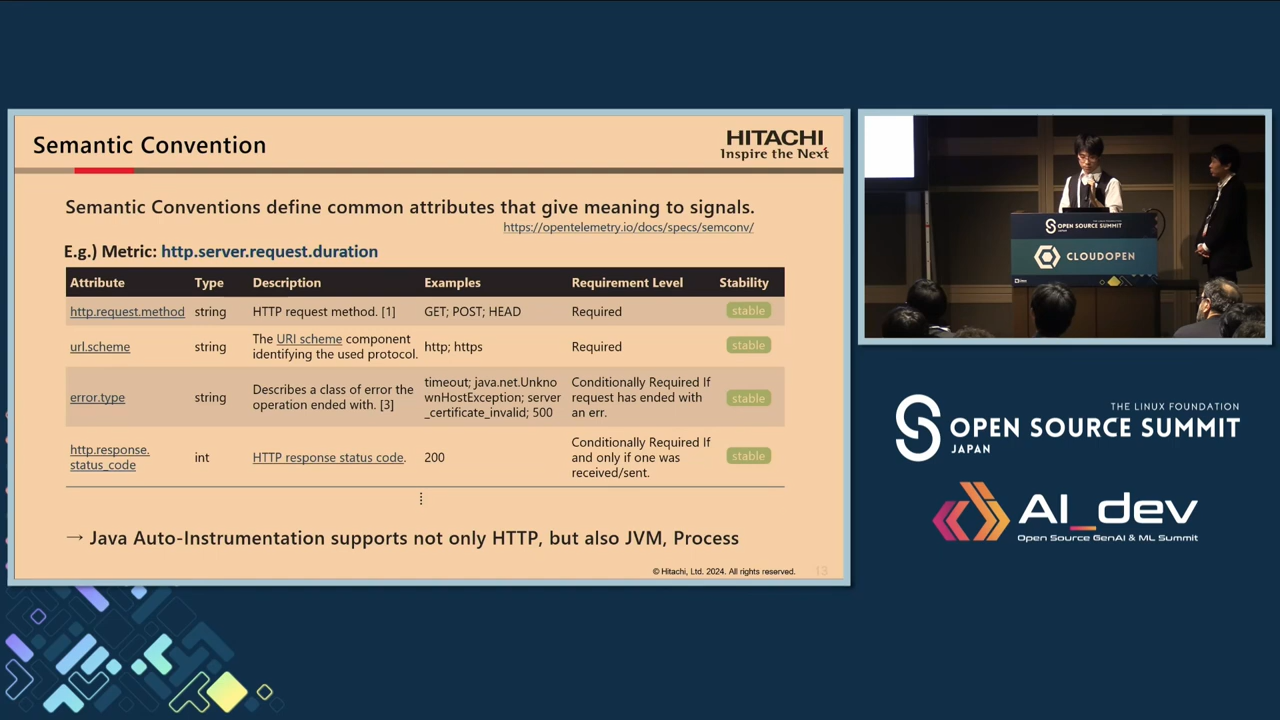 Semantic Convention
HITACHI
Inspire the Next
Semantic Conventions define common attributes that give meaning to signals.
https://opentelemetry.io/docs/specs/semconv/
E.g.) Metric: http.server.request.duration
Attribute Type Description Examples Requirement Level Stability
http.request.method string HTTP request method. [1] GET; POST; HEAD Required stable
url.scheme string The URI scheme component identifying the used protocol. http; https Required stable
error.type string Describes a class of error the operation ended with. [3] timeout; java.net.UnknownHostException; server_certificate_invalid; 500 Conditionally Required If request has ended with an err. stable
http.response.status_code int HTTP response status code. 200 Conditionally Required If and only if one was received/sent. stable
⋮
→ Java Auto-Instrumentation supports not only HTTP, but also JVM, Process
© Hitachi, Ltd. 2024. All rights reserved. 13
OPEN SOURCE SUMMIT
CLOUDOPEN
THE LINUX FOUNDATION
OPEN SOURCE SUMMIT
JAPAN
AI_dev
Open Source GenAI & ML Summit